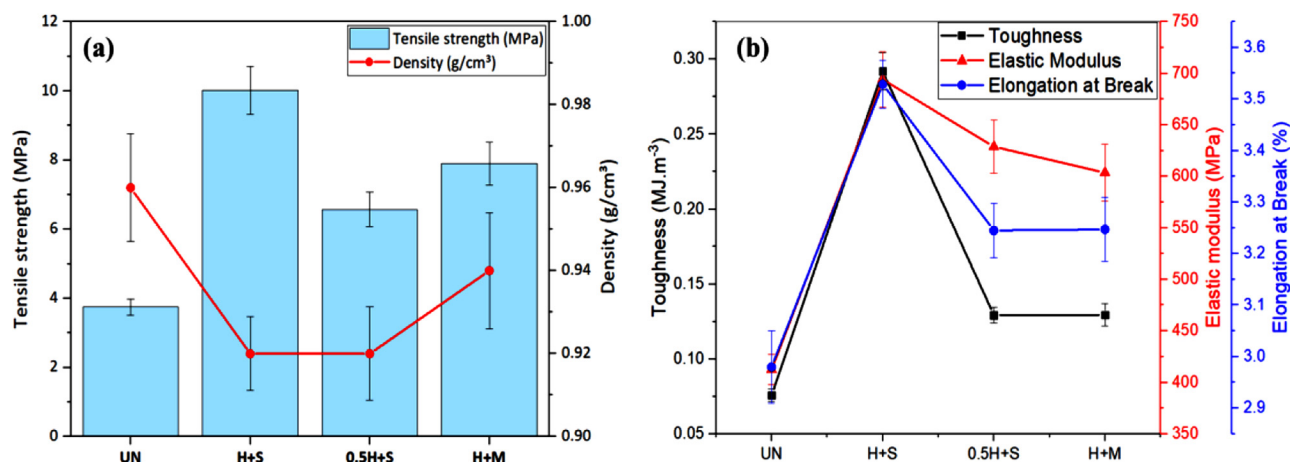 (a)
Tensile strength (MPa)
Density (g/cm³)
Tensile strength (MPa)
12
10
8
6
4
2
0
UN
H+S
0.5H+S
H+M
1.00
0.98
0.96
0.94
0.92
0.90
Density (g/cm³)
(b)
Toughness
Elastic Modulus
Elongation at Break
Toughness (MJ.m⁻³)
0.30
0.25
0.20
0.15
0.10
0.05
UN
H+S
0.5H+S
H+M
750
700
650
600
550
500
450
400
350
Elastic modulus (MPa)
3.6
3.5
3.4
3.3
3.2
3.1
3.0
2.9
Elongation at Break (%)